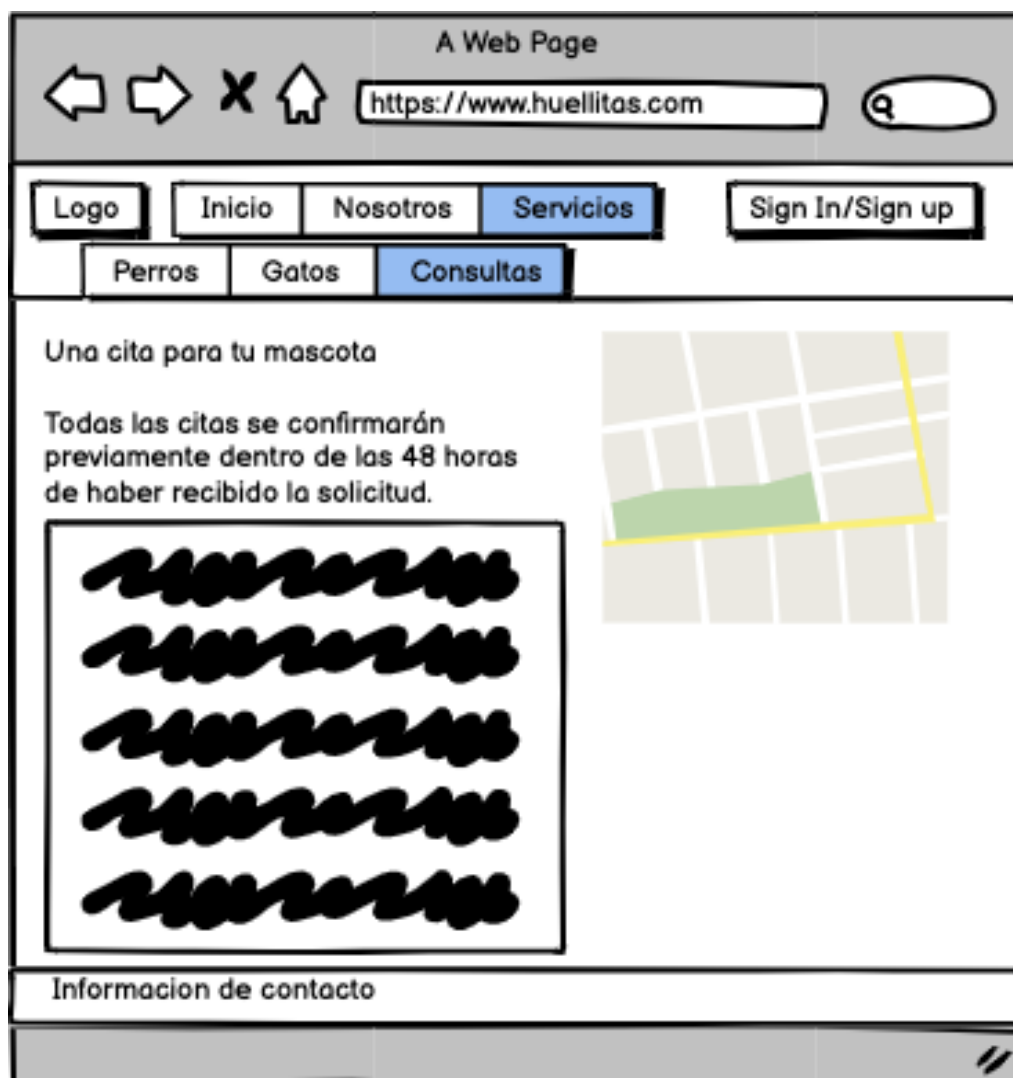 A Web Page
https://www.huellitas.com
Logo
Inicio
Nosotros
Servicios
Sign In/Sign up
Perros
Gatos
Consultas
Una cita para tu mascota
Todas las citas se confirmarán
previamente dentro de las 48 horas
de haber recibido la solicitud.
Informacion de contacto